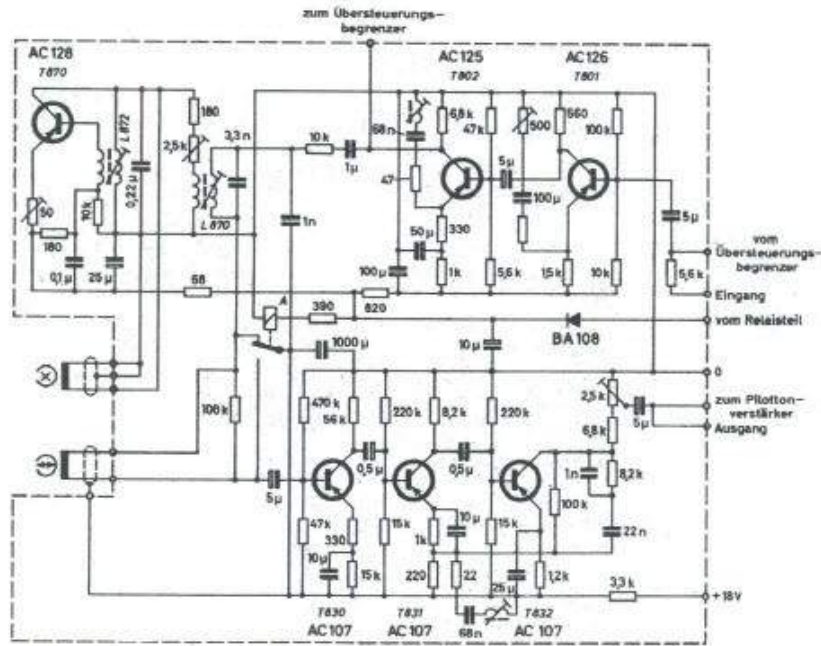 zum Übersteuerungs-
begrenzer
AC128
T870
AC125
T802
AC126
T801
180
2,5k
3,3n
L872
0,22µ
L870
50
10k
180
0,1µ
25µ
68
10k
1µ
1n
68n
6,8k
47k
500
560
100k
47
5µ
100µ
330
50µ
1k
100µ
5,6k
1,5k
10k
5µ
5,6k
vom
Übersteuerungs-
begrenzer
Eingang
vom Relaisteil
A
390
820
BA108
1000µ
10µ
0
2,5k
5µ
zum Pilotton-
verstärker
Ausgang
470k
56k
220k
8,2k
220k
6,8k
0,5µ
0,5µ
1n
8,2k
100k
22n
5µ
47k
330
10µ
15k
15k
1k
10µ
220
22
15k
25µ
1,2k
3,3k
+18V
68n
T830
AC107
T831
AC107
T832
AC107